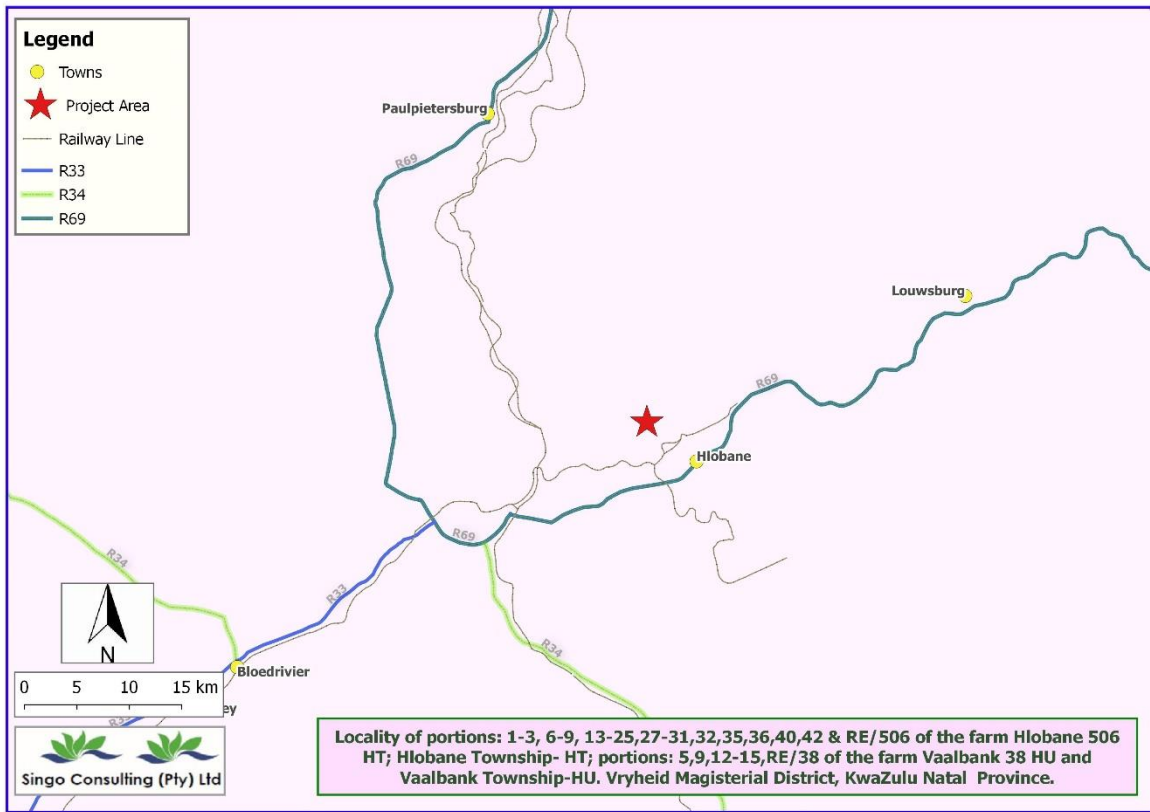 Legend
Towns
Project Area
Railway Line
R33
R34
R69
Paulpietersburg
R69
Louwsburg
R69
Hlobane
R69
R34
R33
R34
Bloedrivier
N
0 5 10 15 km
R33
ey
Singo Consulting (Pty) Ltd
Locality of portions: 1-3, 6-9, 13-25,27-31,32,35,36,40,42 & RE/506 of the farm Hlobane 506
HT; Hlobane Township- HT; portions: 5,9,12-15,RE/38 of the farm Vaalbank 38 HU and
Vaalbank Township-HU. Vryheid Magisterial District, KwaZulu Natal Province.